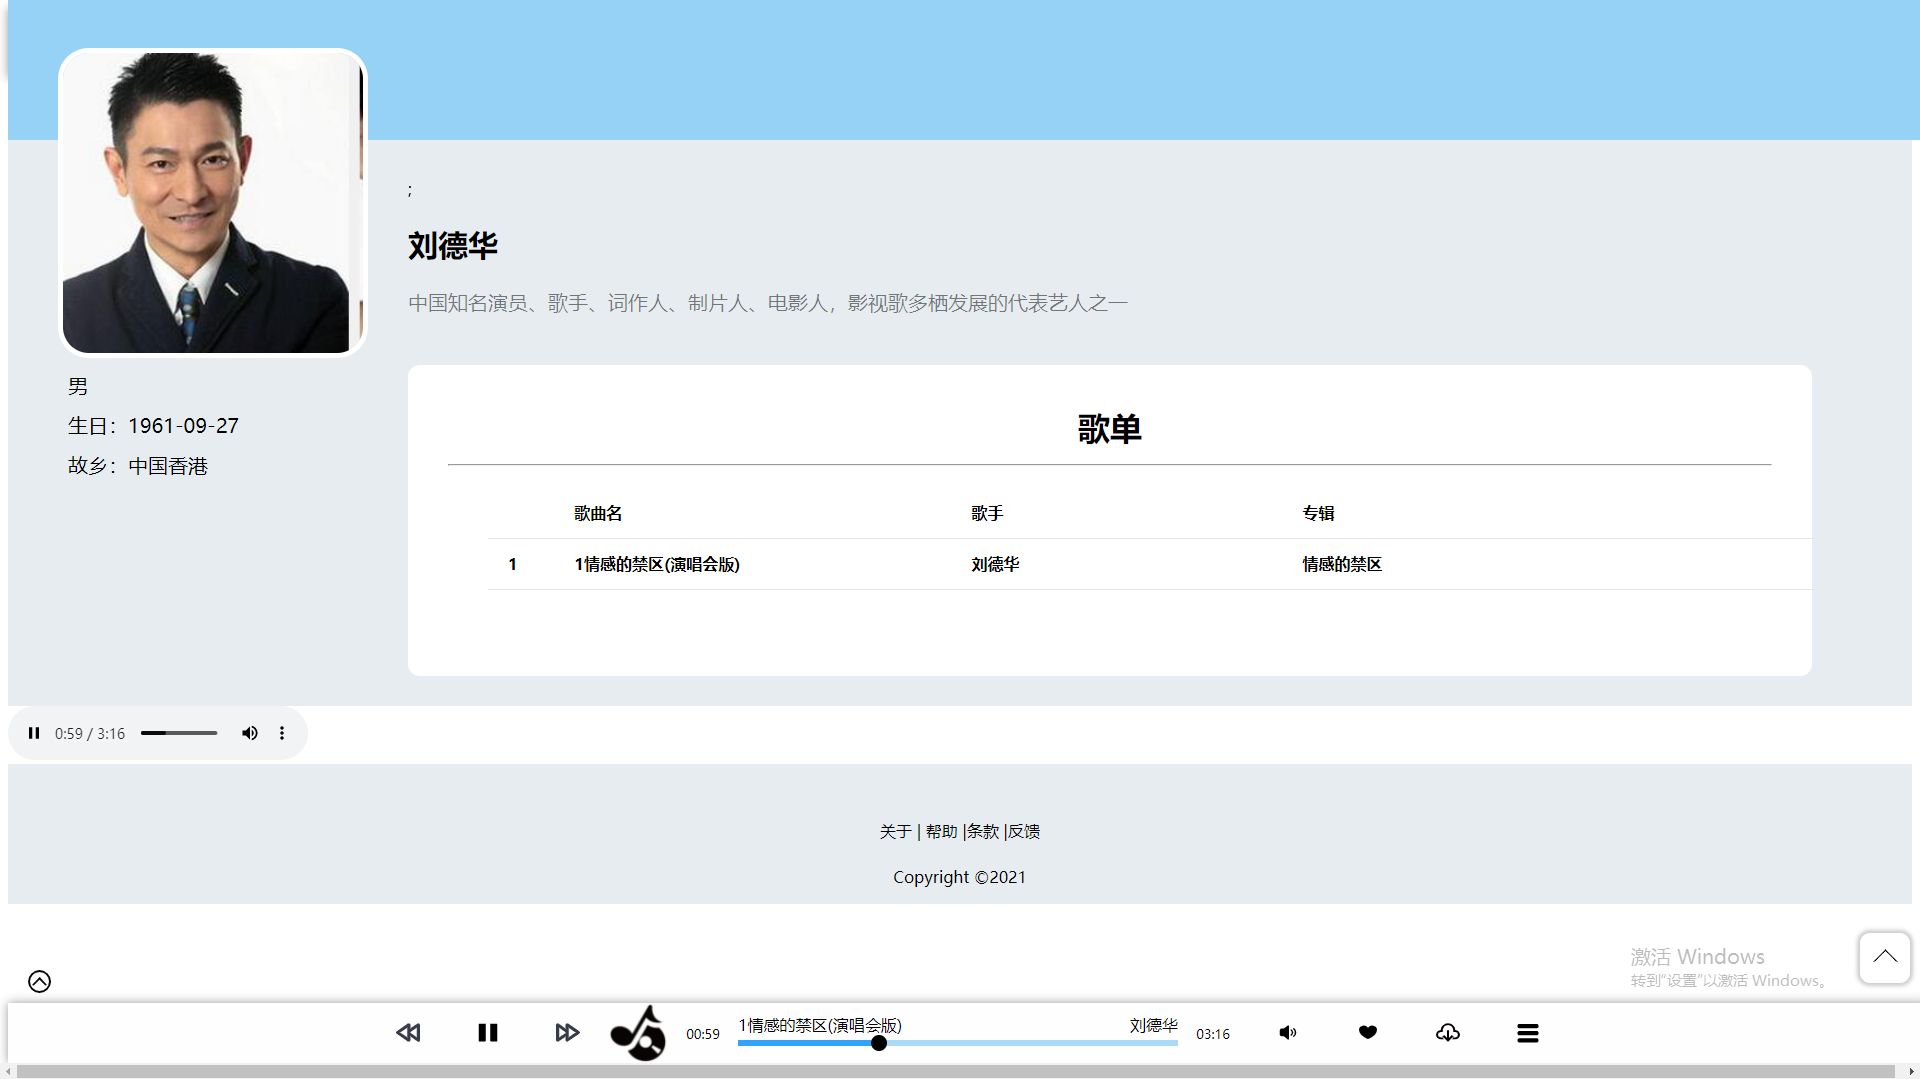 ;
刘德华
中国知名演员、歌手、词作人、制片人、电影人，影视歌多栖发展的代表艺人之一
男
生日：1961-09-27
故乡：中国香港
歌单
歌曲名 歌手 专辑
1 1情感的禁区(演唱会版) 刘德华 情感的禁区
0:59 / 3:16
关于 | 帮助 |条款 |反馈
Copyright ©2021
激活 Windows
转到“设置”以激活 Windows。
00:59 1情感的禁区(演唱会版) 刘德华 03:16